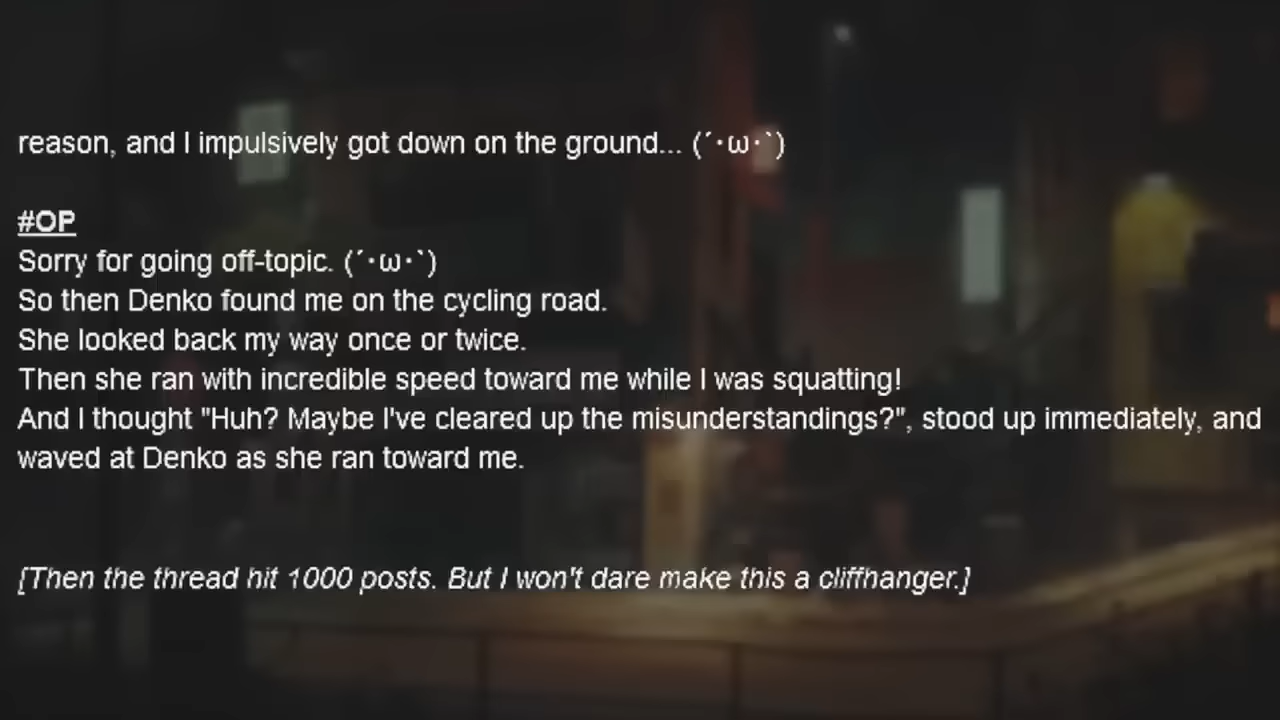 reason, and I impulsively got down on the ground... (´･ω･`)
#OP
Sorry for going off-topic. (´･ω･`)
So then Denko found me on the cycling road.
She looked back my way once or twice.
Then she ran with incredible speed toward me while I was squatting!
And I thought "Huh? Maybe I've cleared up the misunderstandings?", stood up immediately, and
waved at Denko as she ran toward me.
[Then the thread hit 1000 posts. But I won't dare make this a cliffhanger.]